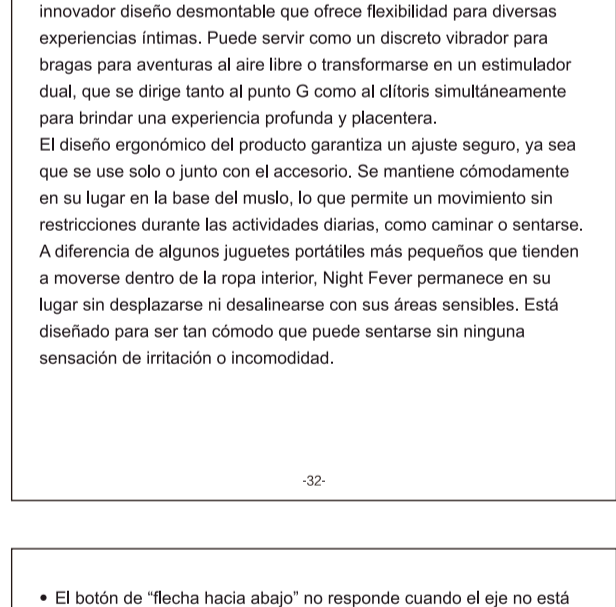 innovador diseño desmontable que ofrece flexibilidad para diversas
experiencias íntimas. Puede servir como un discreto vibrador para
bragas para aventuras al aire libre o transformarse en un estimulador
dual, que se dirige tanto al punto G como al clítoris simultáneamente
para brindar una experiencia profunda y placentera.
El diseño ergonómico del producto garantiza un ajuste seguro, ya sea
que se use solo o junto con el accesorio. Se mantiene cómodamente
en su lugar en la base del muslo, lo que permite un movimiento sin
restricciones durante las actividades diarias, como caminar o sentarse.
A diferencia de algunos juguetes portátiles más pequeños que tienden
a moverse dentro de la ropa interior, Night Fever permanece en su
lugar sin desplazarse ni desalinearse con sus áreas sensibles. Está
diseñado para ser tan cómodo que puede sentarse sin ninguna
sensación de irritación o incomodidad.
-32-
• El botón de “flecha hacia abajo” no responde cuando el eje no está